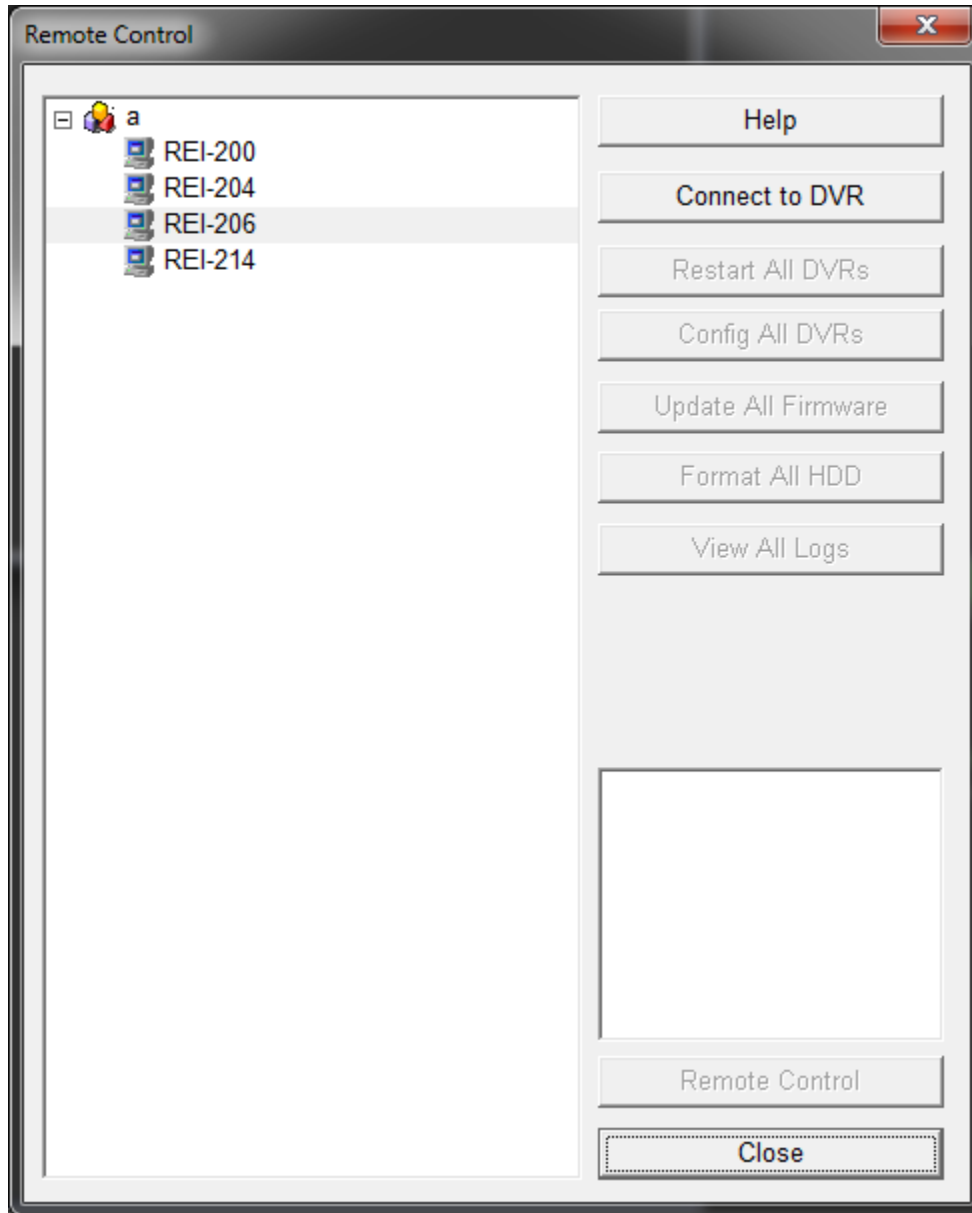 Remote Control
a
REI-200
REI-204
REI-206
REI-214
Help
Connect to DVR
Restart All DVRs
Config All DVRs
Update All Firmware
Format All HDD
View All Logs
Remote Control
Close